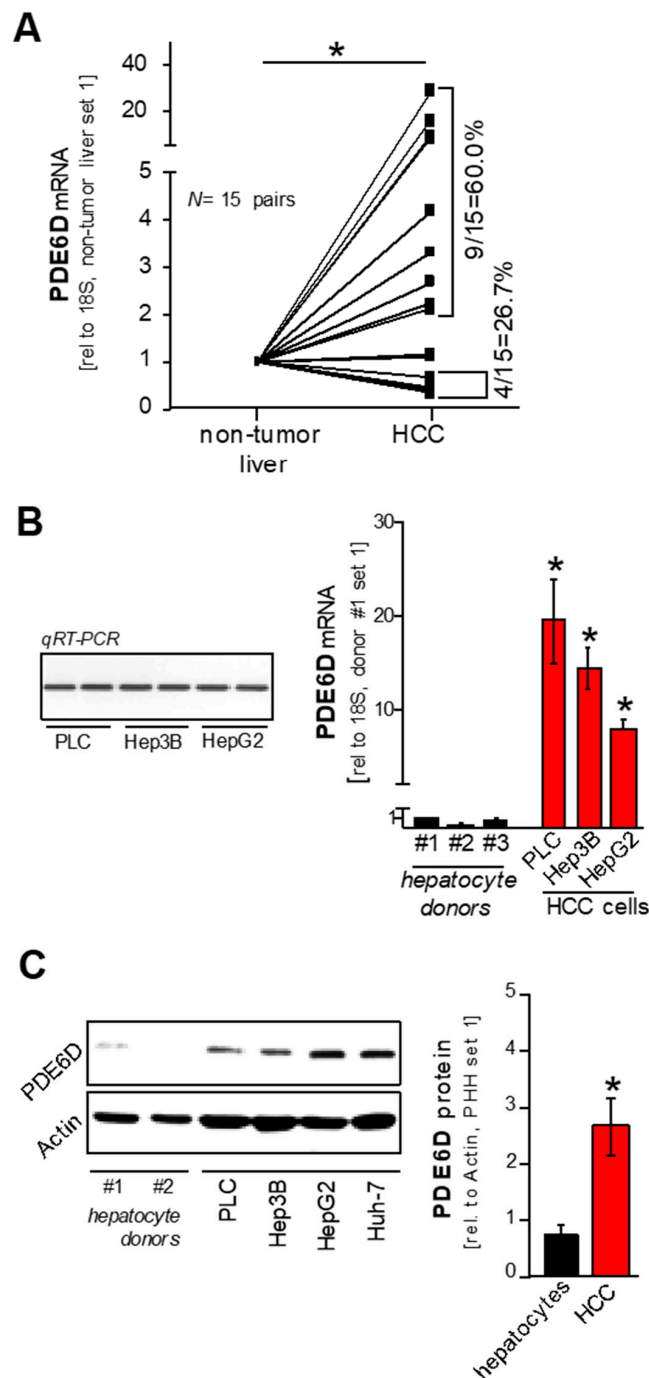 A
PDE6D mRNA
[rel to 18S, non-tumor liver set 1]
40
20
5
4
3
2
1
0
*
N= 15 pairs
9/15=60.0%
4/15=26.7%
non-tumor
liver
HCC
B
qRT-PCR
PLC
Hep3B
HepG2
PDE6D mRNA
[rel to 18S, donor #1 set 1]
30
20
10
1
*
*
*
#1
#2
#3
hepatocyte
donors
PLC
Hep3B
HepG2
HCC cells
C
PDE6D
Actin
#1
#2
hepatocyte
donors
PLC
Hep3B
HepG2
Huh-7
PDE6D protein
[rel. to Actin, PHH set 1]
5
4
3
2
1
0
*
hepatocytes
HCC